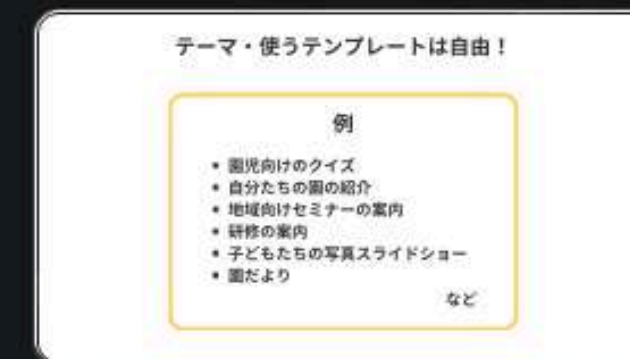 テーマ・使うテンプレートは自由！
例
• 園児向けのクイズ
• 自分たちの園の紹介
• 地域向けセミナーの案内
• 研修の案内
• 子どもたちの写真スライドショー
• 園だより
など